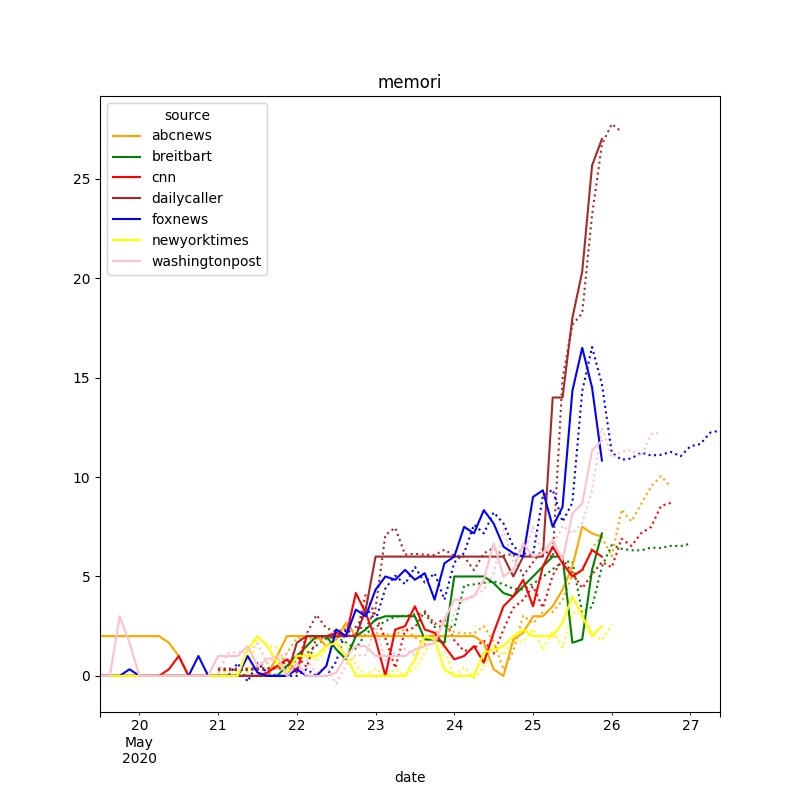 memori
source
abcnews
breitbart
cnn
dailycaller
foxnews
newyorktimes
washingtonpost
25
20
15
10
5
0
20 21 22 23 24 25 26 27
May
2020
date